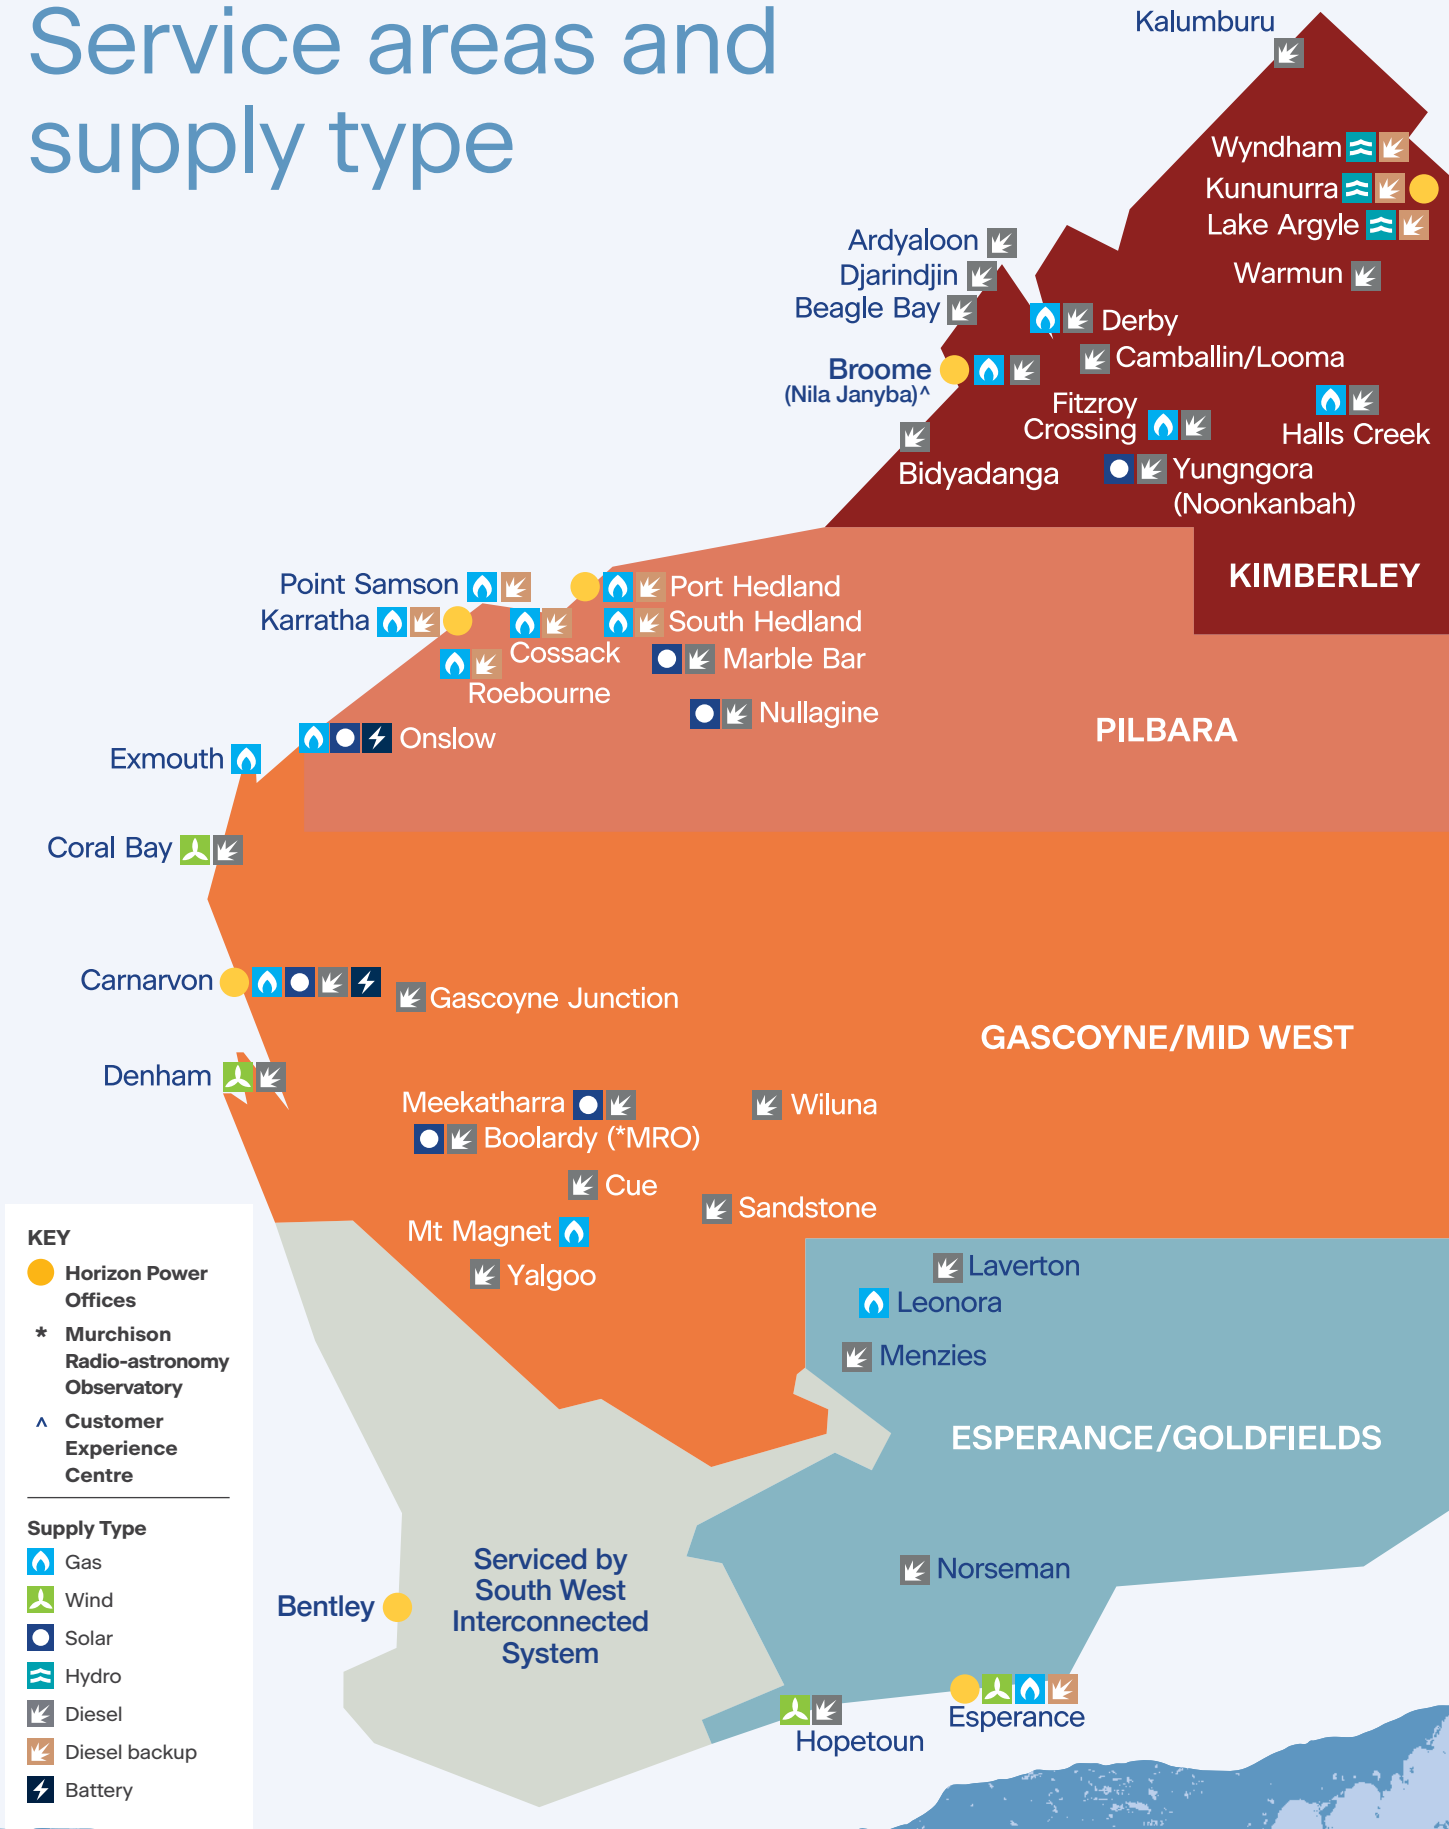 Service areas and
supply type
Kalumburu
Wyndham
Kununurra
Lake Argyle
Warmun
Ardyaloon
Djarindjin
Beagle Bay
Derby
Camballin/Looma
Broome
(Nila Janyba)^
Fitzroy
Crossing
Halls Creek
Bidyadanga
Yungngora
(Noonkanbah)
KIMBERLEY
Point Samson
Port Hedland
Karratha
South Hedland
Cossack
Marble Bar
Roebourne
Nullagine
PILBARA
Onslow
Exmouth
Coral Bay
Carnarvon
Gascoyne Junction
GASCOYNE/MID WEST
Denham
Meekatharra
Wiluna
Boolardy (*MRO)
Cue
Sandstone
Mt Magnet
Yalgoo
Laverton
Leonora
Menzies
ESPERANCE/GOLDFIELDS
Serviced by
South West
Interconnected
System
Bentley
Norseman
Esperance
Hopetoun
KEY
Horizon Power
Offices
* Murchison
Radio-astronomy
Observatory
^ Customer
Experience
Centre
Supply Type
Gas
Wind
Solar
Hydro
Diesel
Diesel backup
Battery